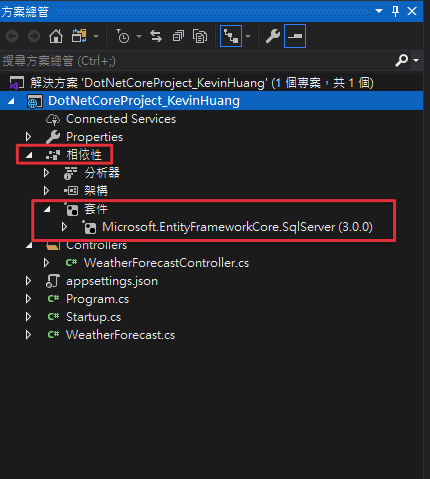 方案總管
搜尋方案總管 (Ctrl+;)
解決方案 'DotNetCoreProject_KevinHuang' (1 個專案，共 1 個)
DotNetCoreProject_KevinHuang
Connected Services
Properties
相依性
分析器
架構
套件
Microsoft.EntityFrameworkCore.SqlServer (3.0.0)
Controllers
C# WeatherForecastController.cs
appsettings.json
C# Program.cs
C# Startup.cs
C# WeatherForecast.cs